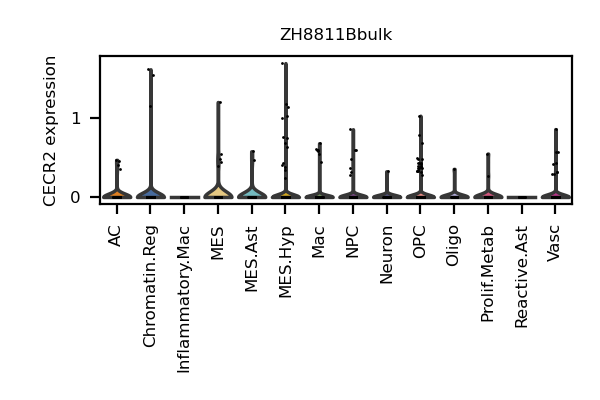 ZH8811Bbulk
CECR2 expression
1
0
AC
Chromatin.Reg
Inflammatory.Mac
MES
MES.Ast
MES.Hyp
Mac
NPC
Neuron
OPC
Oligo
Prolif.Metab
Reactive.Ast
Vasc